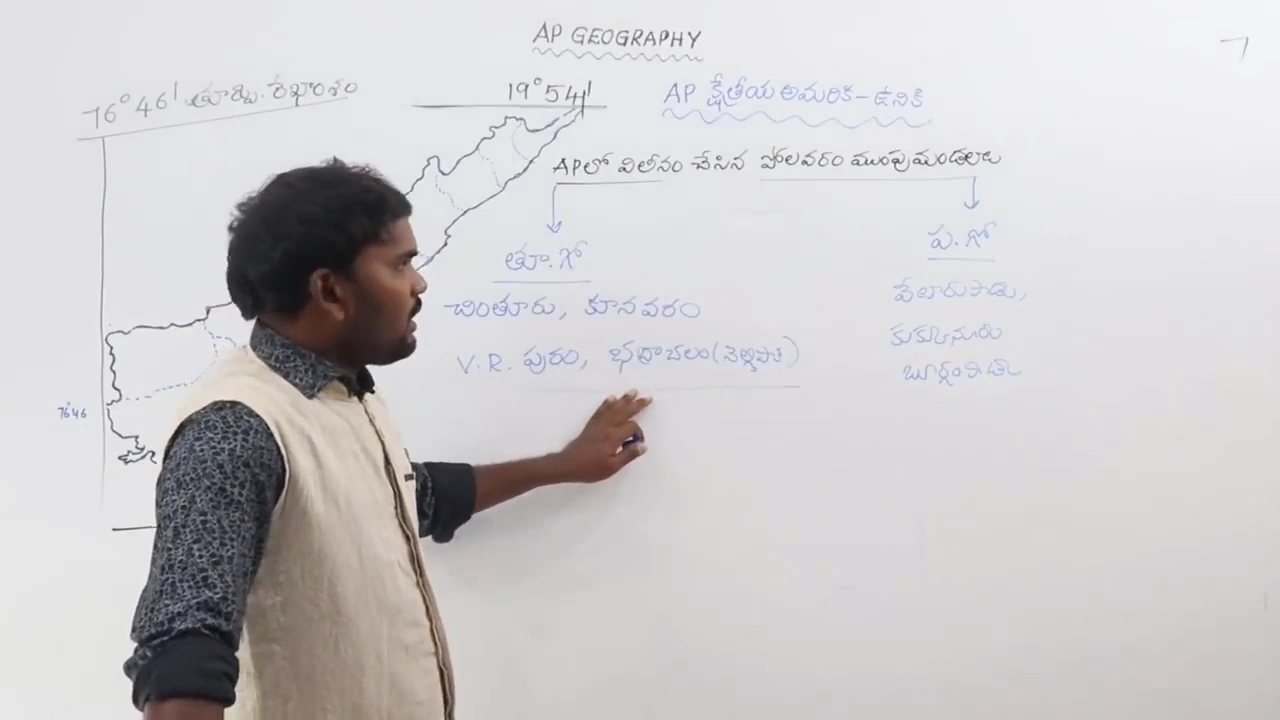 AP GEOGRAPHY
76° 46' తూర్పు. రేఖాంశం
19° 54'
AP క్షేత్రీయ అమరిక - ఉనికి
APలో విలీనం చేసిన పోలవరం ముంపు మండలాలు
తూ.గో
ప.గో
చింతూరు, కూనవరం
వేలారుపాడు,
V.R. పురం, భద్రాచలం (నెల్లిపాక)
కుక్కునూరు
బూర్గంపాడు
76 46